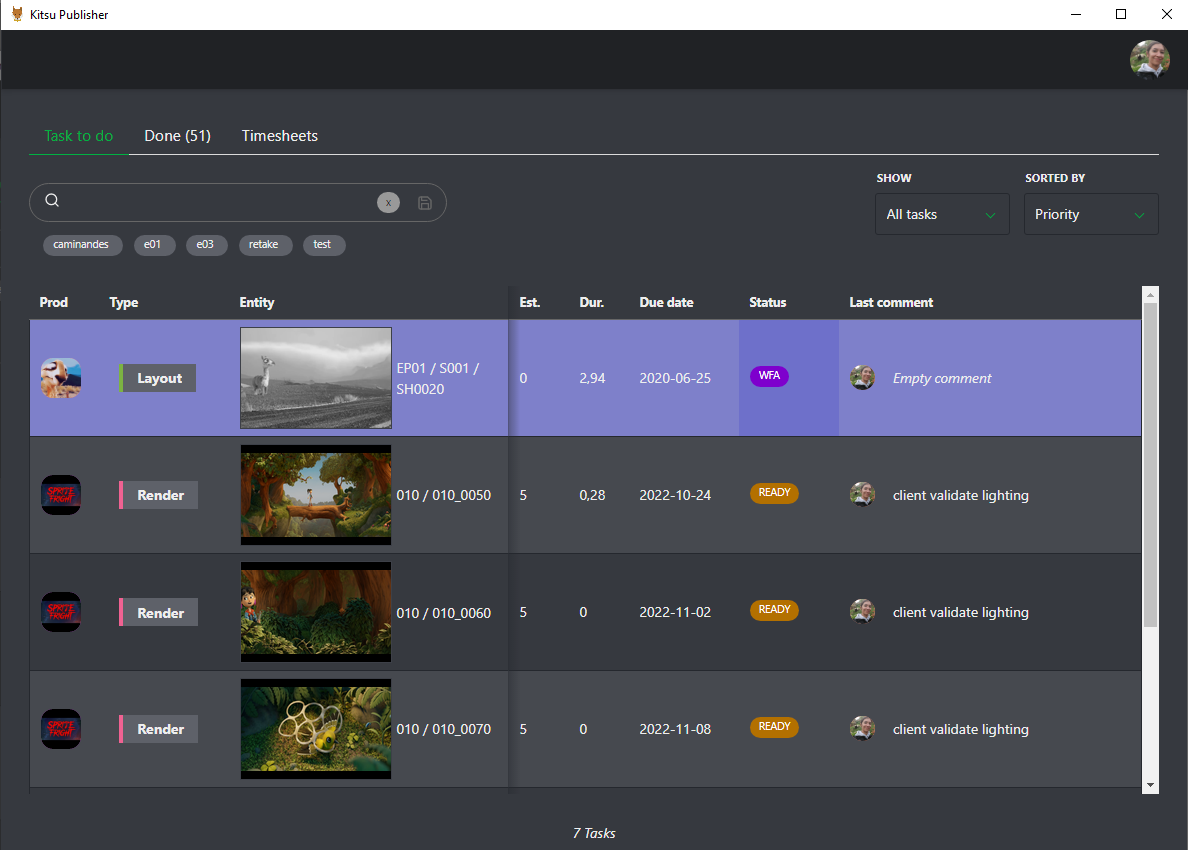 Kitsu Publisher
Task to do Done (51) Timesheets
SHOW SORTED BY
x All tasks Priority
caminandes e01 e03 retake test
Prod Type Entity Est. Dur. Due date Status Last comment
Layout EP01 / S001 / SH0020 0 2,94 2020-06-25 WFA Empty comment
SPRITE FRIGHT Render 010 / 010_0050 5 0,28 2022-10-24 READY client validate lighting
SPRITE FRIGHT Render 010 / 010_0060 5 0 2022-11-02 READY client validate lighting
SPRITE FRIGHT Render 010 / 010_0070 5 0 2022-11-08 READY client validate lighting
7 Tasks